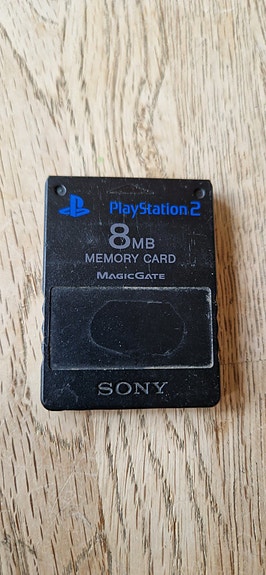 PlayStation 2
8MB
MEMORY CARD
MAGICGATE
SONY